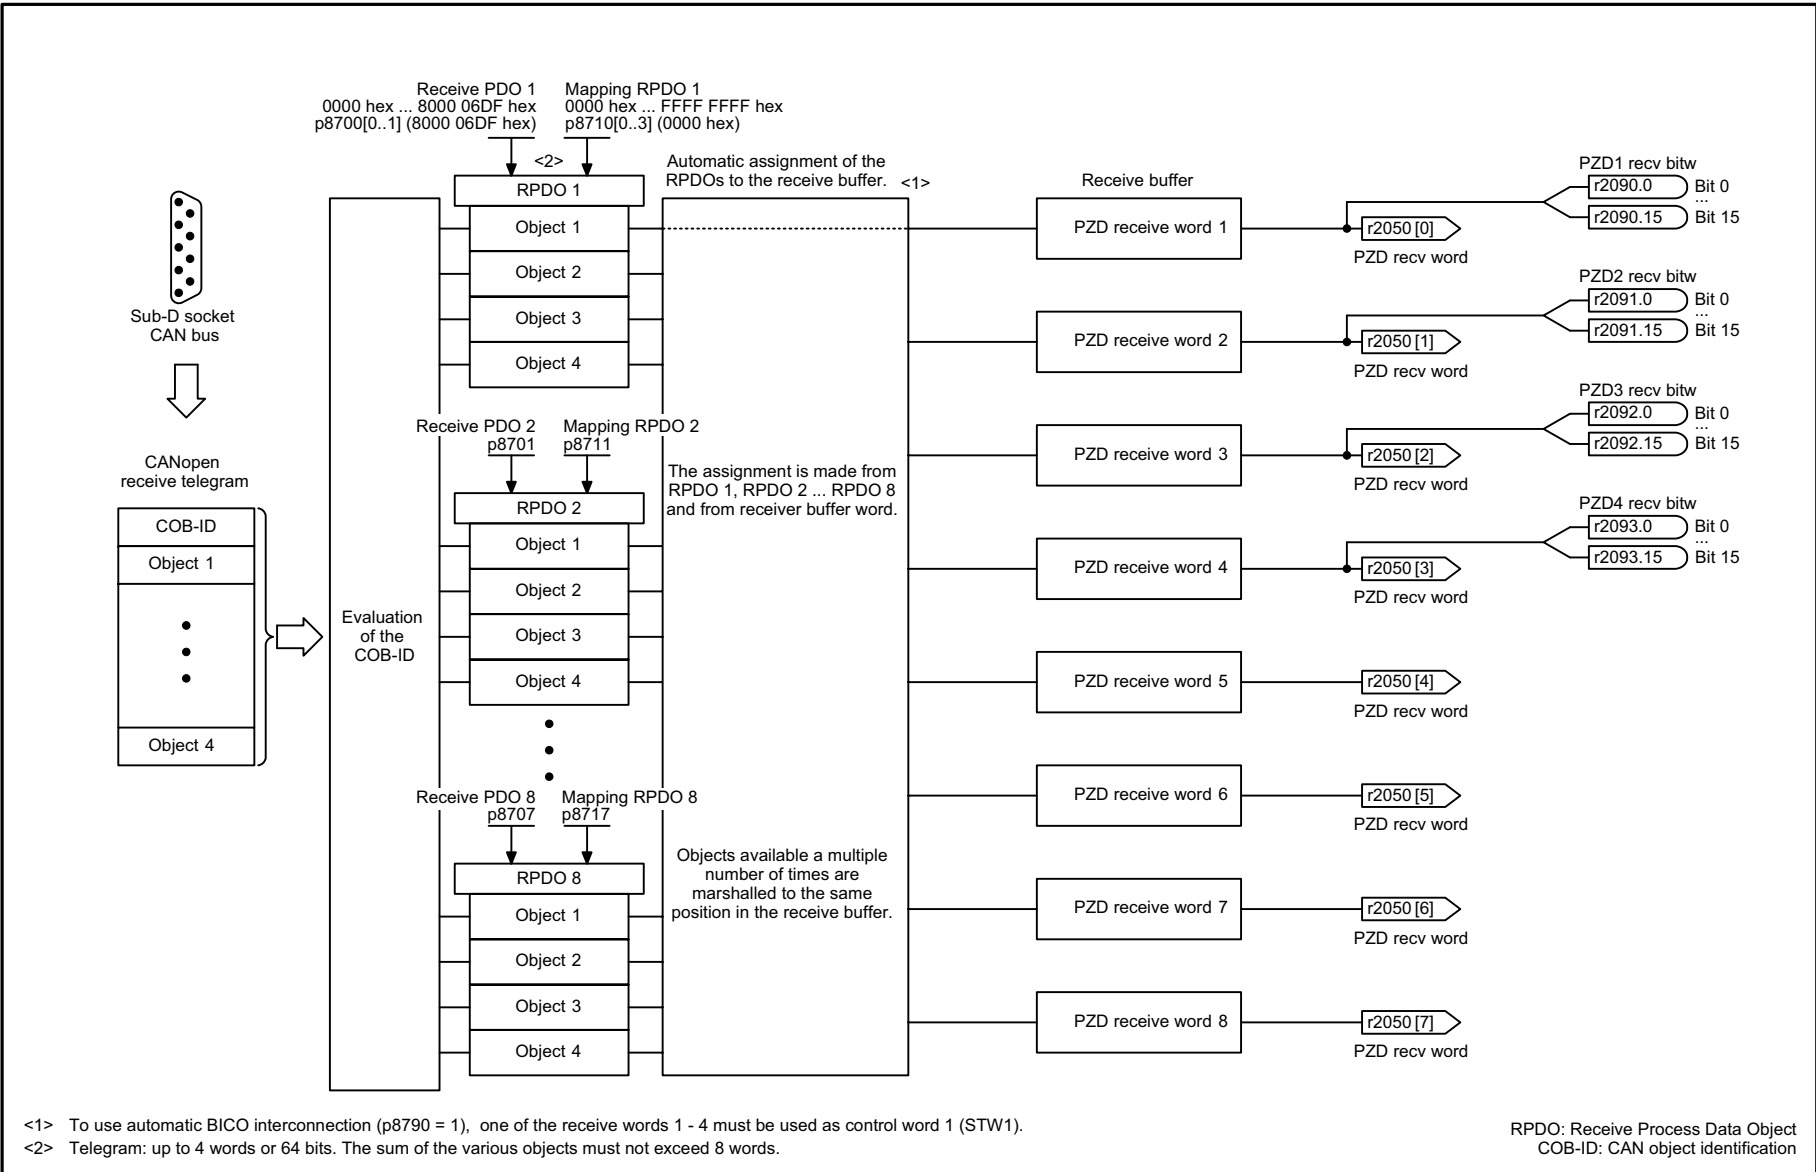 Receive PDO 1
0000 hex ... 8000 06DF hex
p8700[0..1] (8000 06DF hex)
Mapping RPDO 1
0000 hex ... FFFF FFFF hex
p8710[0..3] (0000 hex)
<2>
RPDO 1
Object 1
Object 2
Object 3
Object 4
Automatic assignment of the
RPDOs to the receive buffer.
<1>
Receive buffer
Sub-D socket
CAN bus
CANopen
receive telegram
COB-ID
Object 1
Object 4
Evaluation
of the
COB-ID
Receive PDO 2
p8701
Mapping RPDO 2
p8711
RPDO 2
Object 1
Object 2
Object 3
Object 4
The assignment is made from
RPDO 1, RPDO 2 ... RPDO 8
and from receiver buffer word.
Receive PDO 8
p8707
Mapping RPDO 8
p8717
RPDO 8
Object 1
Object 2
Object 3
Object 4
Objects available a multiple
number of times are
marshalled to the same
position in the receive buffer.
PZD receive word 1
r2050 [0]
PZD recv word
PZD1 recv bitw
r2090.0 Bit 0
...
r2090.15 Bit 15
PZD receive word 2
r2050 [1]
PZD recv word
PZD2 recv bitw
r2091.0 Bit 0
...
r2091.15 Bit 15
PZD receive word 3
r2050 [2]
PZD recv word
PZD3 recv bitw
r2092.0 Bit 0
...
r2092.15 Bit 15
PZD receive word 4
r2050 [3]
PZD recv word
PZD4 recv bitw
r2093.0 Bit 0
...
r2093.15 Bit 15
PZD receive word 5
r2050 [4]
PZD recv word
PZD receive word 6
r2050 [5]
PZD recv word
PZD receive word 7
r2050 [6]
PZD recv word
PZD receive word 8
r2050 [7]
PZD recv word
<1> To use automatic BICO interconnection (p8790 = 1), one of the receive words 1 - 4 must be used as control word 1 (STW1).
<2> Telegram: up to 4 words or 64 bits. The sum of the various objects must not exceed 8 words.
RPDO: Receive Process Data Object
COB-ID: CAN object identification